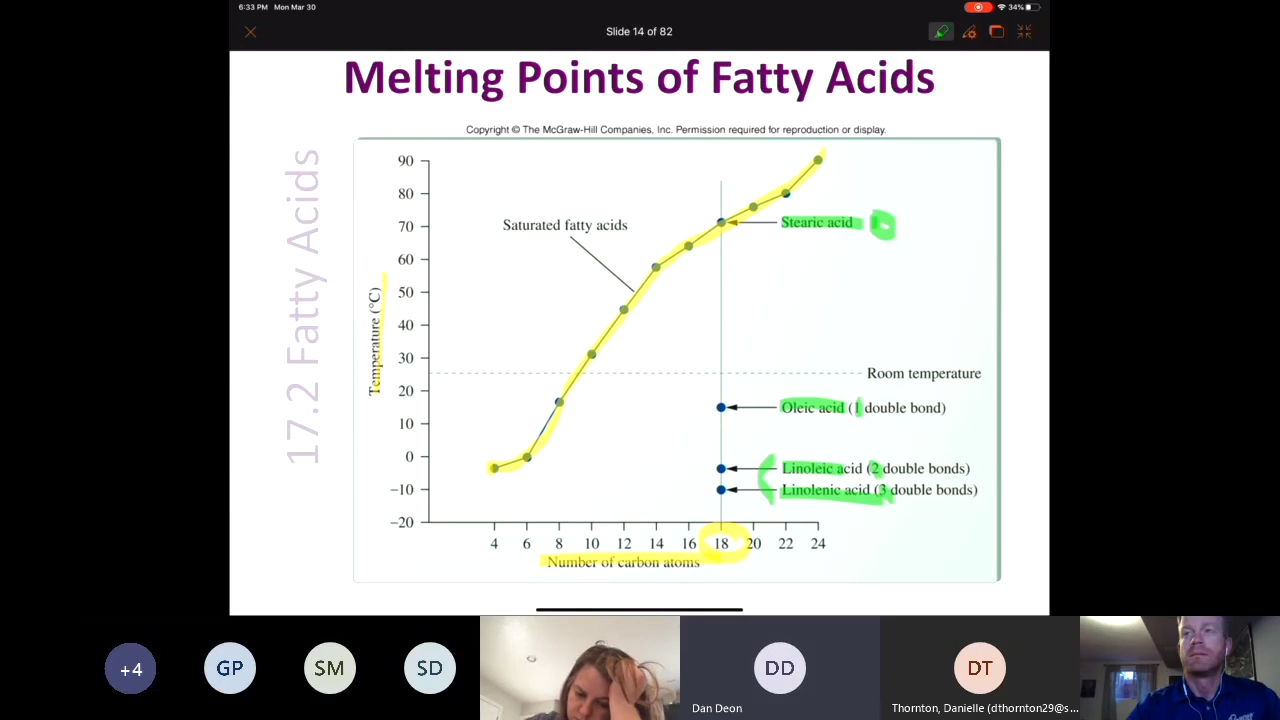 6:33 PM Mon Mar 30
34%
Slide 14 of 82
Melting Points of Fatty Acids
Copyright © The McGraw-Hill Companies, Inc. Permission required for reproduction or display.
17.2 Fatty Acids
Temperature (°C)
90
80
70
60
50
40
30
20
10
0
−10
−20
Saturated fatty acids
Stearic acid
Room temperature
Oleic acid (1 double bond)
Linoleic acid (2 double bonds)
Linolenic acid (3 double bonds)
4 6 8 10 12 14 16 18 20 22 24
Number of carbon atoms
+4
GP
SM
SD
DD
DT
Dan Deon
Thornton, Danielle (dthornton29@s...